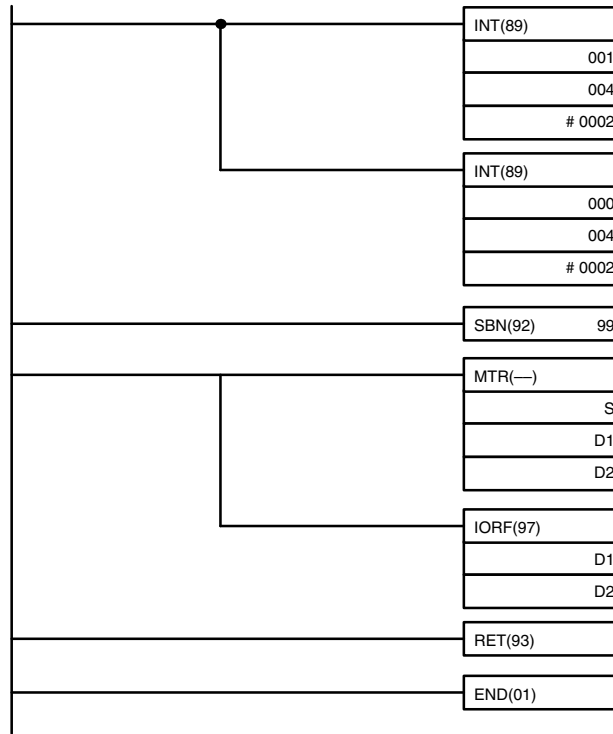 INT(89)
001
004
# 0002
INT(89)
000
004
# 0002
SBN(92) 99
MTR(––)
S
D1
D2
IORF(97)
D1
D2
RET(93)
END(01)